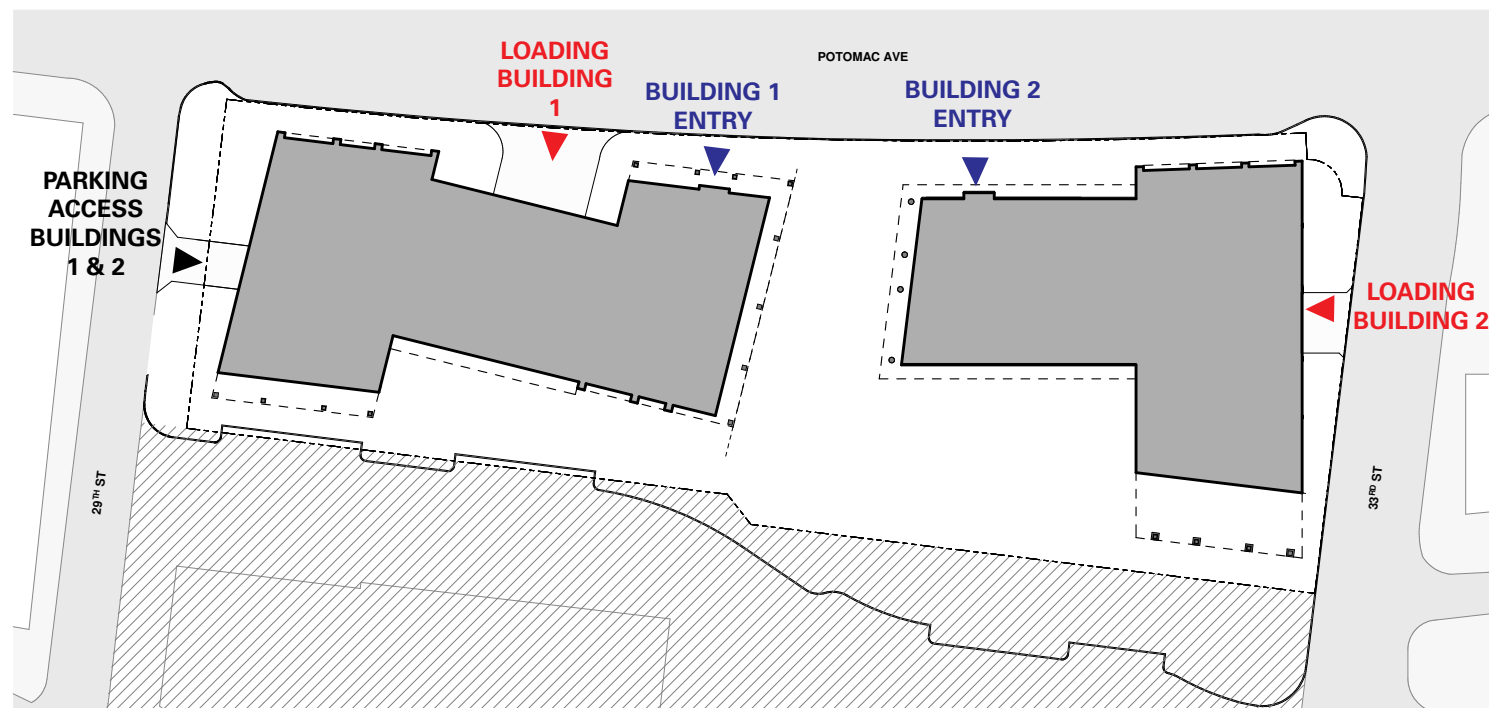 POTOMAC AVE
LOADING
BUILDING
1
BUILDING 1
ENTRY
BUILDING 2
ENTRY
PARKING
ACCESS
BUILDINGS
1 & 2
LOADING
BUILDING 2
29TH ST
33RD ST